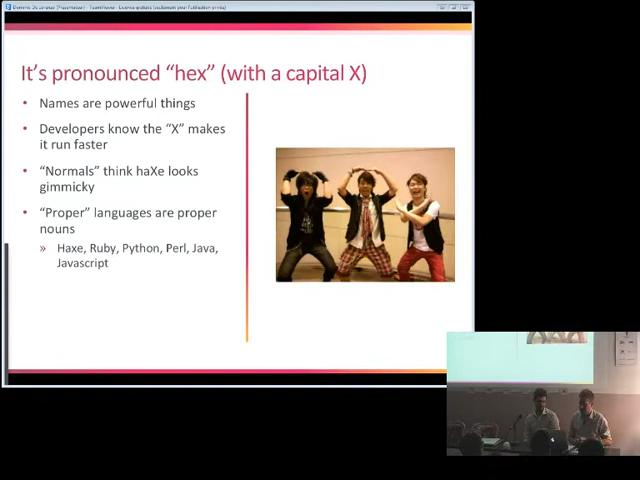 It's pronounced "hex" (with a capital X)
• Names are powerful things
• Developers know the "X" makes
it run faster
• "Normals" think haXe looks
gimmicky
• "Proper" languages are proper
nouns
» Haxe, Ruby, Python, Perl, Java,
Javascript